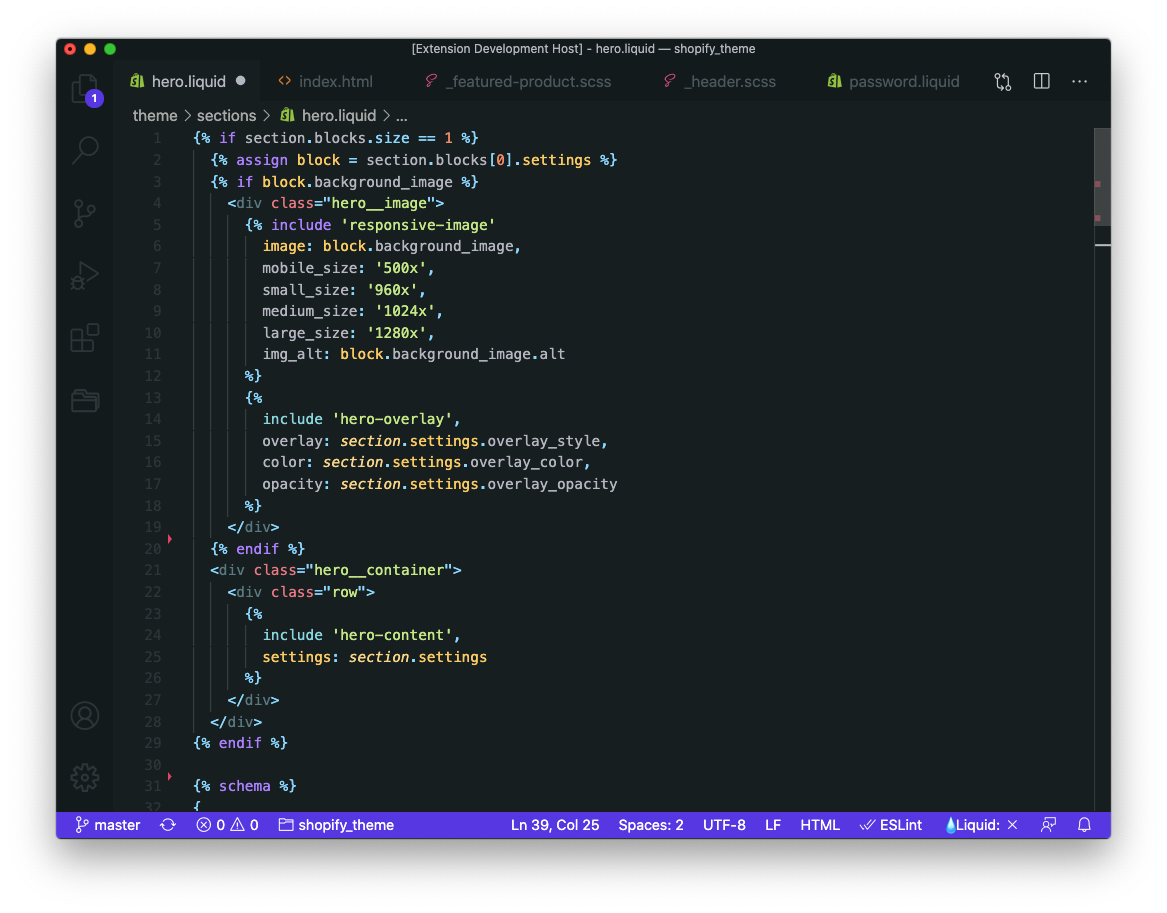 [Extension Development Host] - hero.liquid — shopify_theme
hero.liquid index.html _featured-product.scss _header.scss password.liquid
1
theme > sections > hero.liquid > ...
1 {% if section.blocks.size == 1 %}
2 {% assign block = section.blocks[0].settings %}
3 {% if block.background_image %}
4 <div class="hero__image">
5 {% include 'responsive-image'
6 image: block.background_image,
7 mobile_size: '500x',
8 small_size: '960x',
9 medium_size: '1024x',
10 large_size: '1280x',
11 img_alt: block.background_image.alt
12 %}
13 {%
14 include 'hero-overlay',
15 overlay: section.settings.overlay_style,
16 color: section.settings.overlay_color,
17 opacity: section.settings.overlay_opacity
18 %}
19 </div>
20 {% endif %}
21 <div class="hero__container">
22 <div class="row">
23 {%
24 include 'hero-content',
25 settings: section.settings
26 %}
27 </div>
28 </div>
29 {% endif %}
30
31 {% schema %}
32 {
master 0 0 shopify_theme Ln 39, Col 25 Spaces: 2 UTF-8 LF HTML ESLint Liquid: ✕